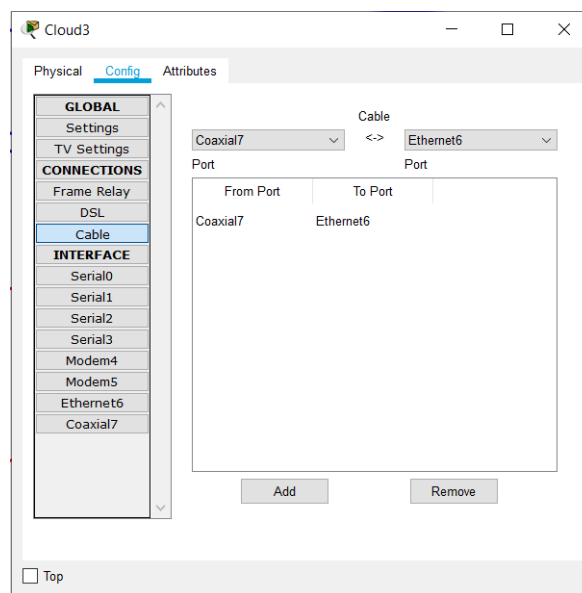 Cloud3
Physical Config Attributes
GLOBAL
Settings
TV Settings
CONNECTIONS
Frame Relay
DSL
Cable
INTERFACE
Serial0
Serial1
Serial2
Serial3
Modem4
Modem5
Ethernet6
Coaxial7
Cable
Coaxial7 <-> Ethernet6
Port Port
From Port To Port
Coaxial7 Ethernet6
Add Remove
Top